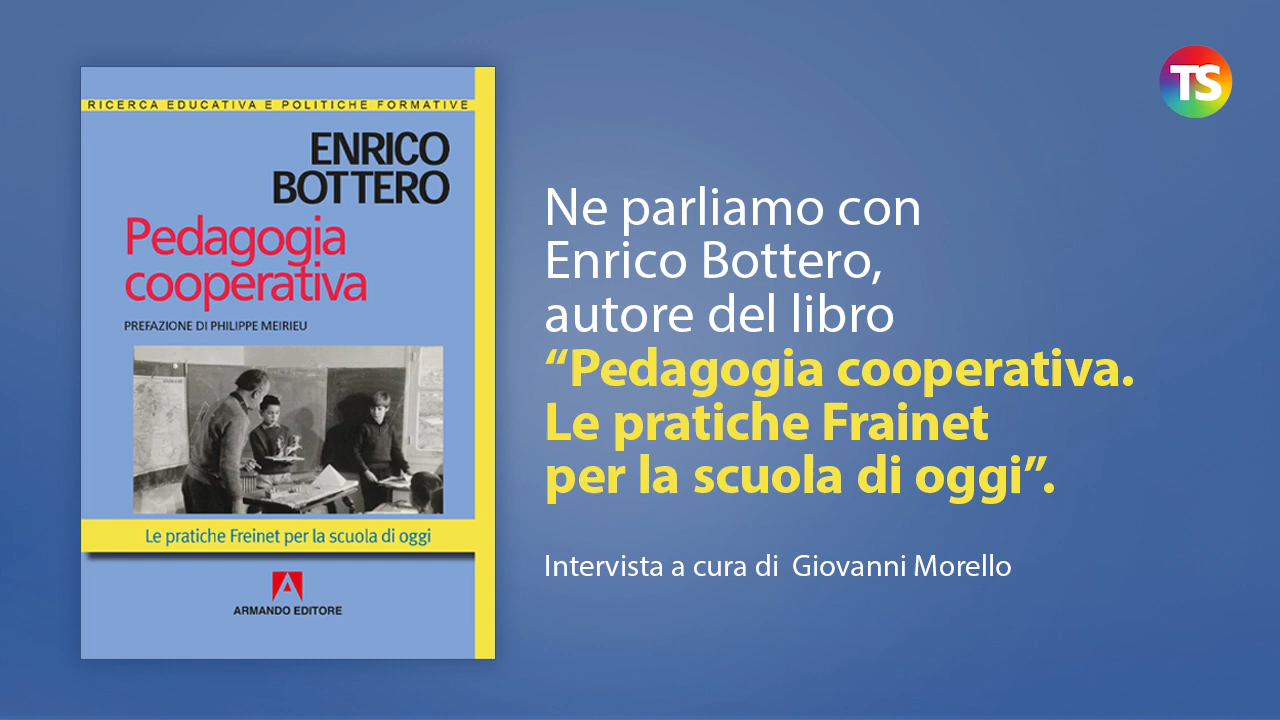 RICERCA EDUCATIVA E POLITICHE FORMATIVE
ENRICO
BOTTERO
Pedagogia
cooperativa
PREFAZIONE DI PHILIPPE MEIRIEU
Le pratiche Freinet per la scuola di oggi
ARMANDO EDITORE
TS
Ne parliamo con
Enrico Bottero,
autore del libro
“Pedagogia cooperativa.
Le pratiche Frainet
per la scuola di oggi”.
Intervista a cura di Giovanni Morello